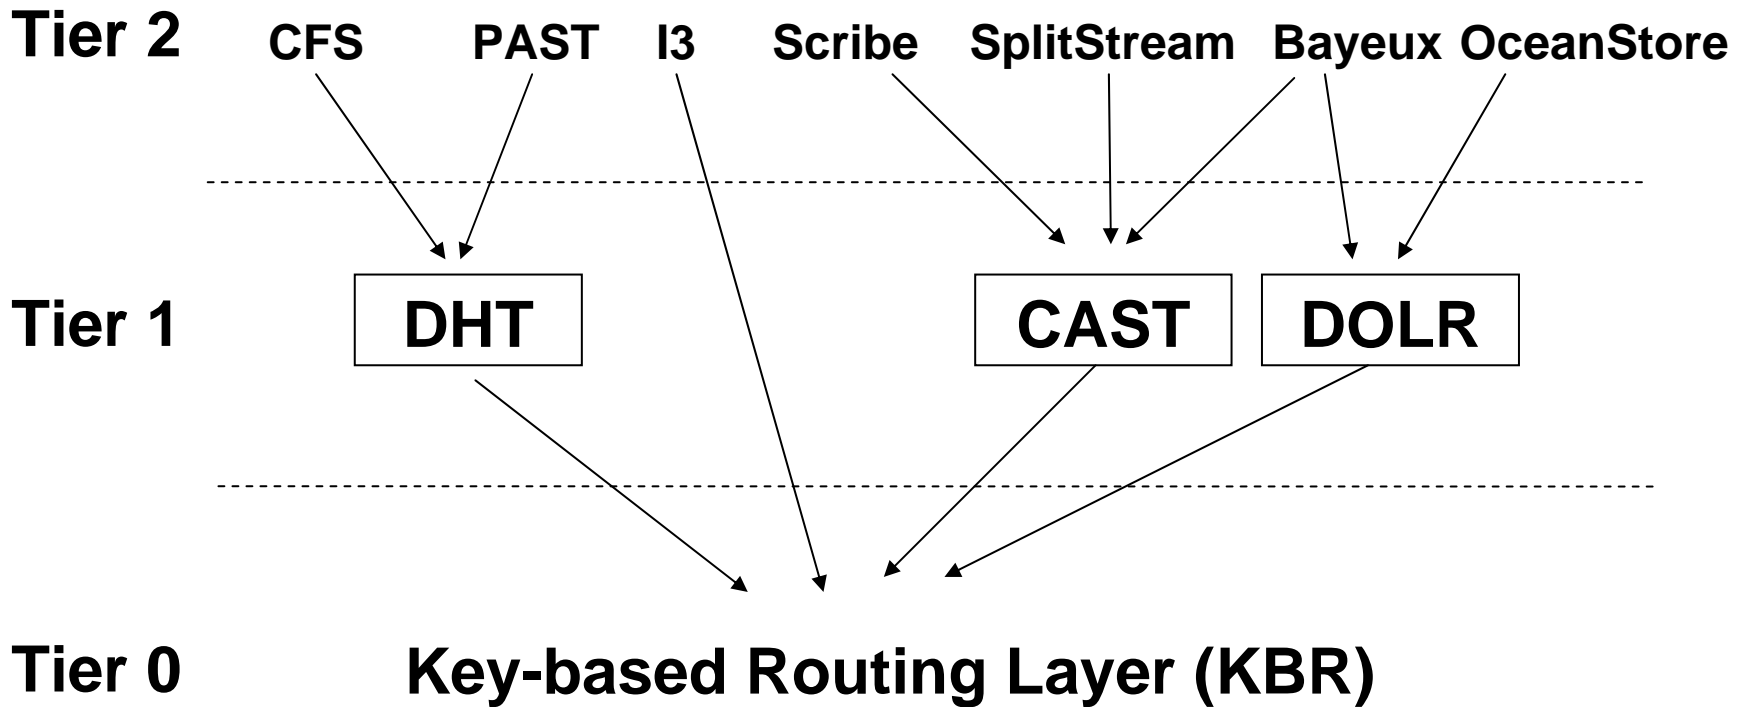 Tier 2 CFS PAST I3 Scribe SplitStream Bayeux OceanStore
Tier 1 DHT CAST DOLR
Tier 0 Key-based Routing Layer (KBR)